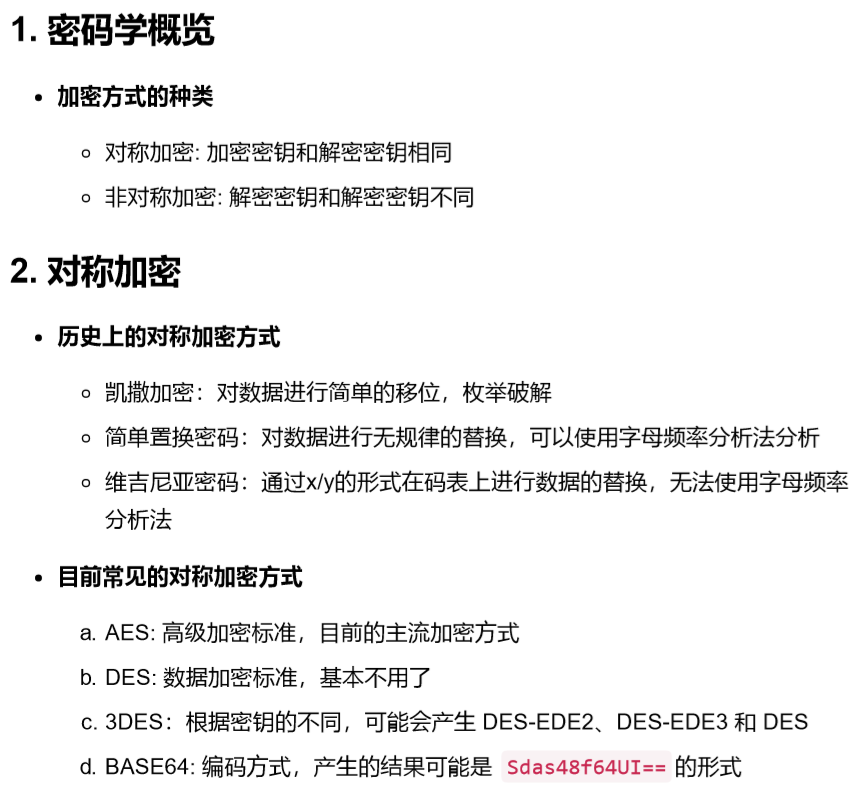 1. 密码学概览
• 加密方式的种类
◦ 对称加密: 加密密钥和解密密钥相同
◦ 非对称加密: 解密密钥和解密密钥不同
2. 对称加密
• 历史上的对称加密方式
◦ 凯撒加密：对数据进行简单的移位，枚举破解
◦ 简单置换密码：对数据进行无规律的替换，可以使用字母频率分析法分析
◦ 维吉尼亚密码：通过x/y的形式在码表上进行数据的替换，无法使用字母频率
分析法
• 目前常见的对称加密方式
a. AES: 高级加密标准，目前的主流加密方式
b. DES: 数据加密标准，基本不用了
c. 3DES：根据密钥的不同，可能会产生 DES-EDE2、DES-EDE3 和 DES
d. BASE64: 编码方式，产生的结果可能是 Sdas48f64UI== 的形式